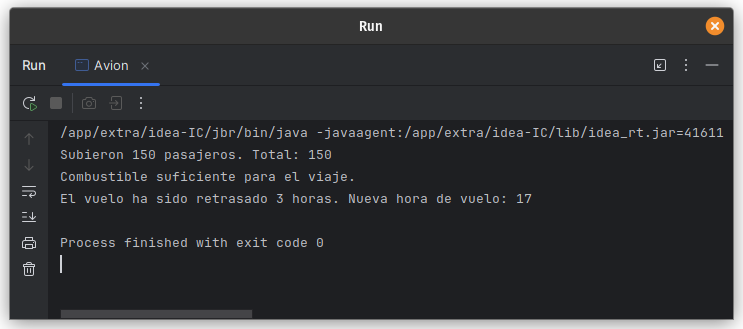 Run
Run
Avion
/app/extra/idea-IC/jbr/bin/java -javaagent:/app/extra/idea-IC/lib/idea_rt.jar=41611
Subieron 150 pasajeros. Total: 150
Combustible suficiente para el viaje.
El vuelo ha sido retrasado 3 horas. Nueva hora de vuelo: 17
Process finished with exit code 0